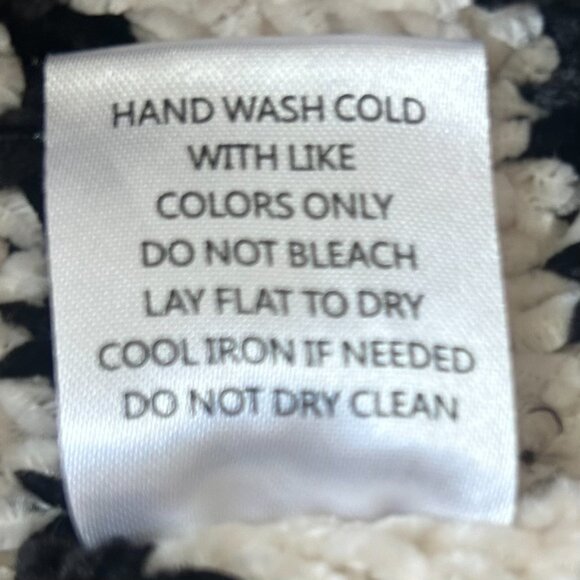 HAND WASH COLD
WITH LIKE
COLORS ONLY
DO NOT BLEACH
LAY FLAT TO DRY
COOL IRON IF NEEDED
DO NOT DRY CLEAN